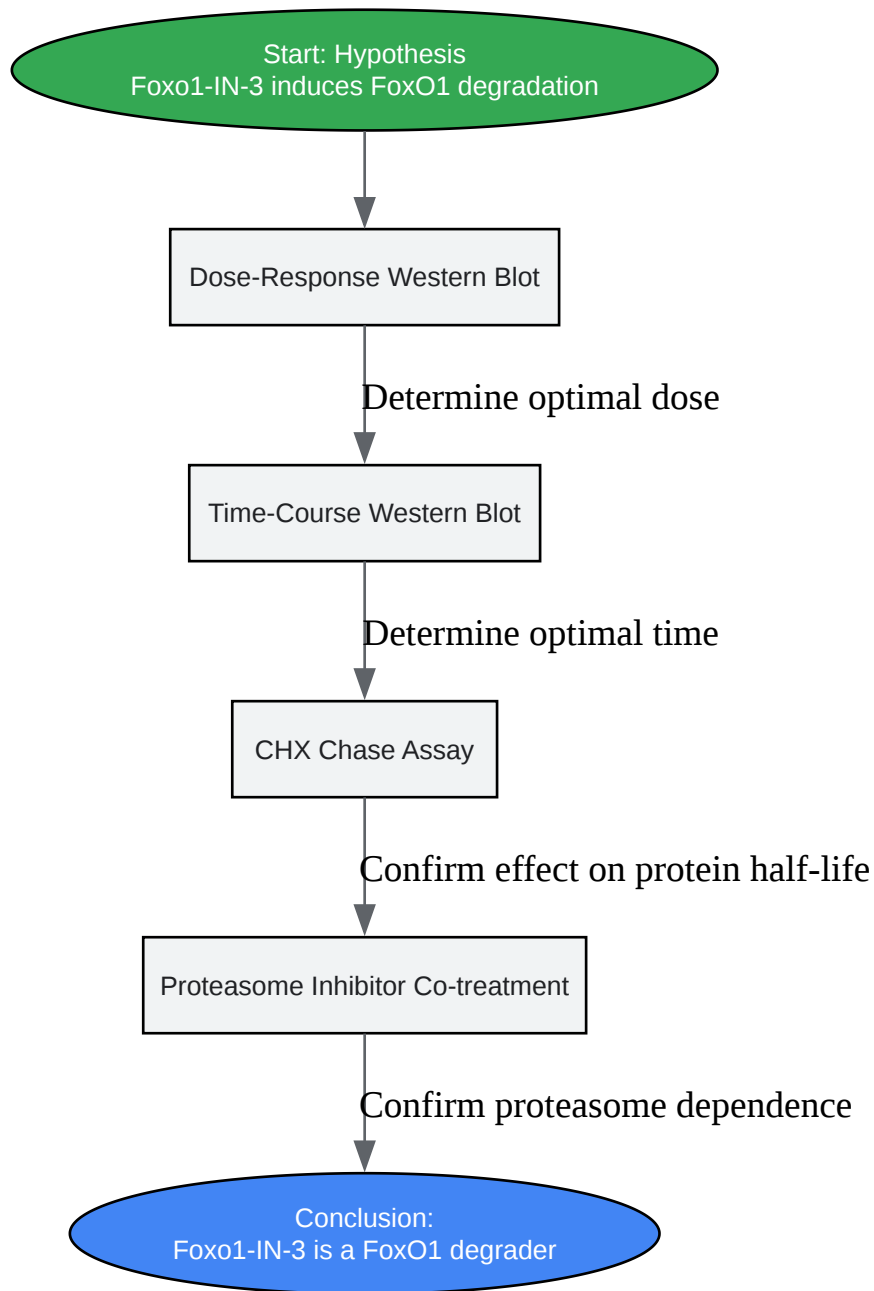 Start: Hypothesis
Foxo1-IN-3 induces FoxO1 degradation
Dose-Response Western Blot
Determine optimal dose
Time-Course Western Blot
Determine optimal time
CHX Chase Assay
Confirm effect on protein half-life
Proteasome Inhibitor Co-treatment
Confirm proteasome dependence
Conclusion:
Foxo1-IN-3 is a FoxO1 degrader